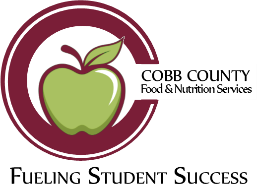 COBB COUNTY
Food & Nutrition Services
FUELING STUDENT SUCCESS